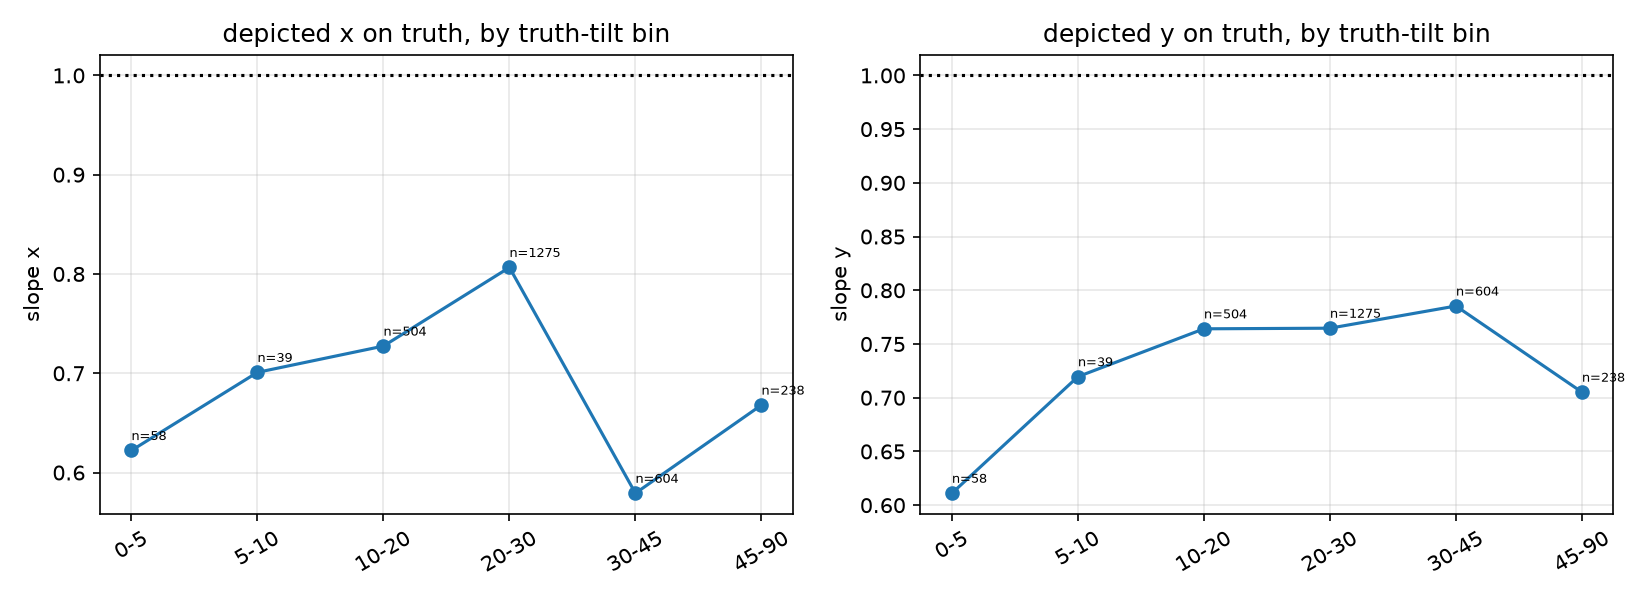 depicted x on truth, by truth-tilt bin
slope x
1.0
0.9
0.8
0.7
0.6
n=58
n=39
n=504
n=1275
n=604
n=238
0-5
5-10
10-20
20-30
30-45
45-90
depicted y on truth, by truth-tilt bin
slope y
1.00
0.95
0.90
0.85
0.80
0.75
0.70
0.65
0.60
n=58
n=39
n=504
n=1275
n=604
n=238
0-5
5-10
10-20
20-30
30-45
45-90